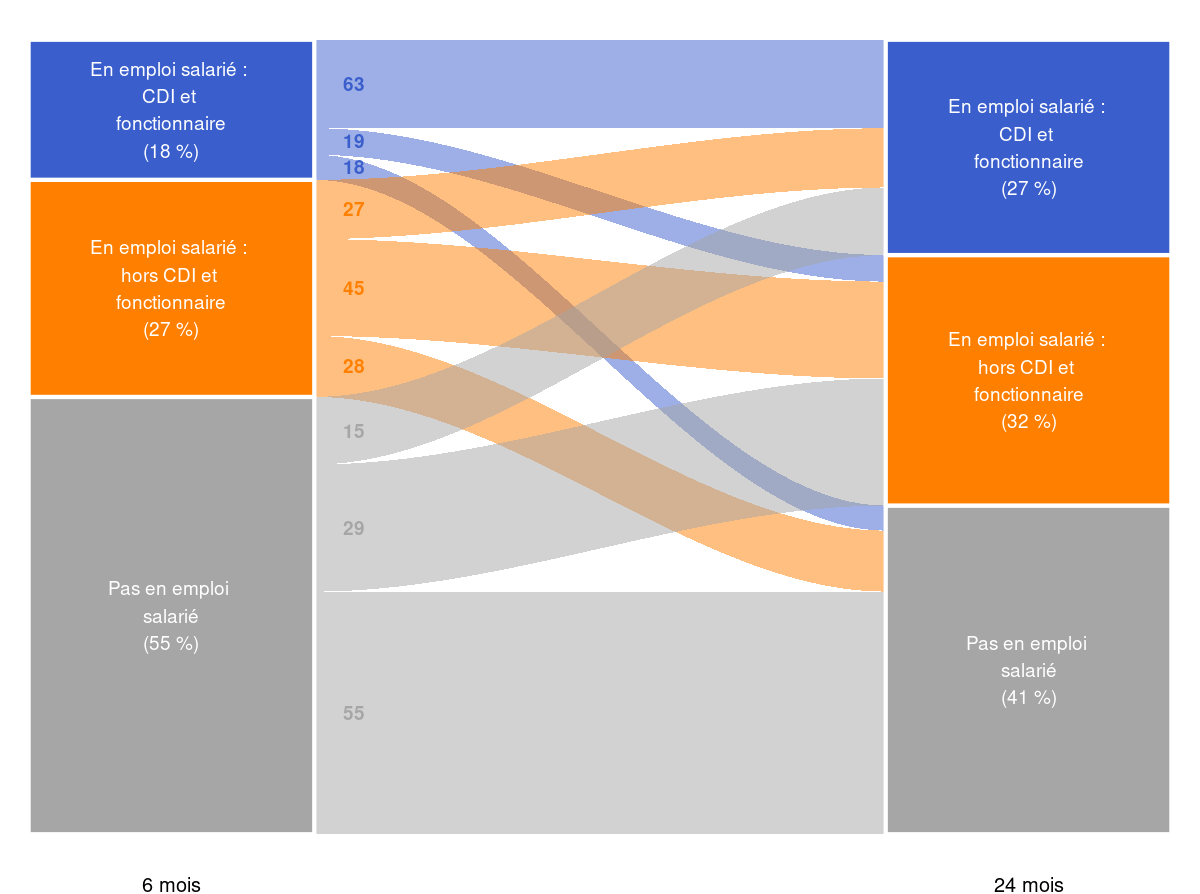 En emploi salarié :
CDI et
fonctionnaire
(18 %)
En emploi salarié :
hors CDI et
fonctionnaire
(27 %)
Pas en emploi
salarié
(55 %)
63
19
18
27
45
28
15
29
55
En emploi salarié :
CDI et
fonctionnaire
(27 %)
En emploi salarié :
hors CDI et
fonctionnaire
(32 %)
Pas en emploi
salarié
(41 %)
6 mois
24 mois